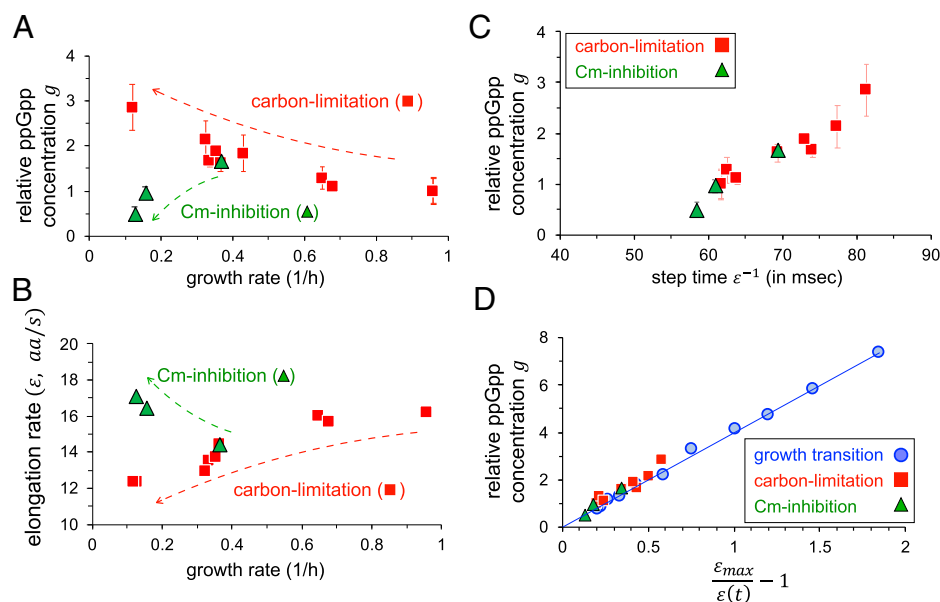 A
relative ppGpp
concentration g
4
3
2
1
0
carbon-limitation ( )
Cm-inhibition ( )
0
0.2
0.4
0.6
0.8
1
growth rate (1/h)
B
elongation rate (ε, aa/s)
20
18
16
14
12
10
Cm-inhibition ( )
carbon-limitation ( )
0
0.2
0.4
0.6
0.8
1
growth rate (1/h)
C
relative ppGpp
concentration g
4
3
2
1
0
carbon-limitation
Cm-inhibition
40
50
60
70
80
90
step time ε⁻¹ (in msec)
D
relative ppGpp
concentration g
8
6
4
2
0
growth transition
carbon-limitation
Cm-inhibition
0
0.5
1
1.5
2
ε_max/ε(t) − 1